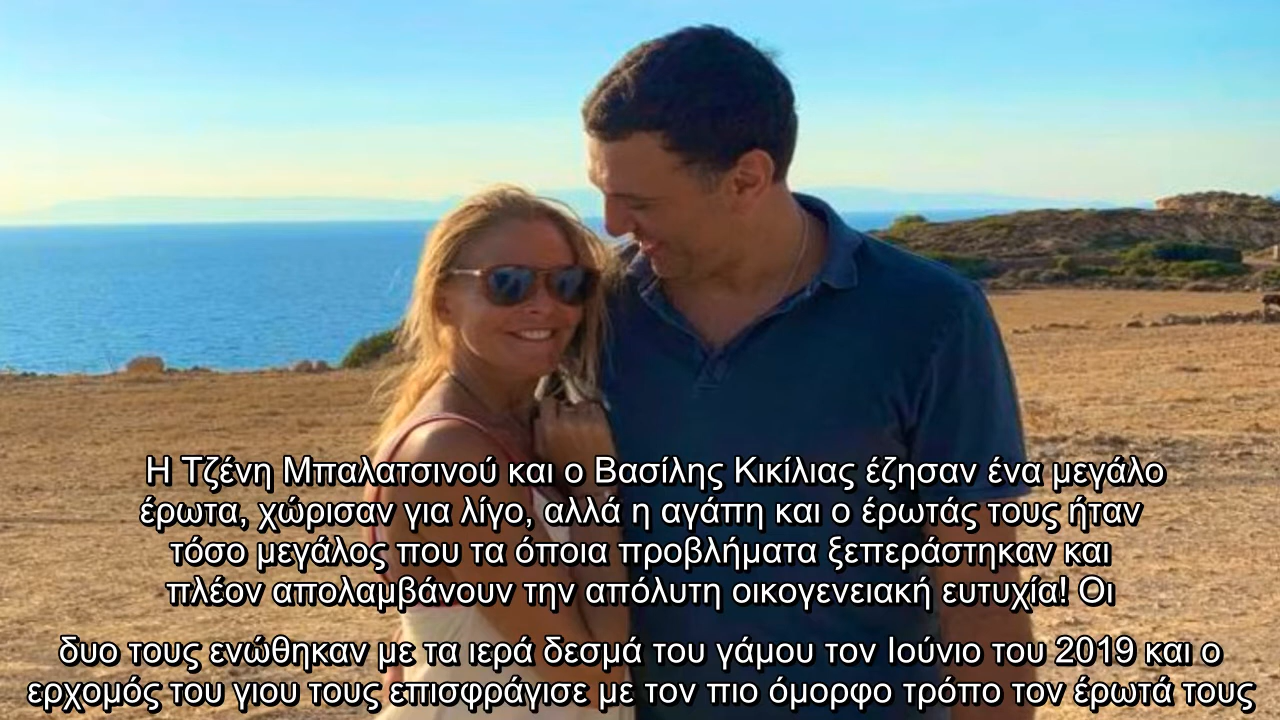 Η Τζένη Μπαλατσινού και ο Βασίλης Κικίλιας έζησαν ένα μεγάλο
έρωτα, χώρισαν για λίγο, αλλά η αγάπη και ο έρωτάς τους ήταν
τόσο μεγάλος που τα όποια προβλήματα ξεπεράστηκαν και
πλέον απολαμβάνουν την απόλυτη οικογενειακή ευτυχία! Οι
δυο τους ενώθηκαν με τα ιερά δεσμά του γάμου τον Ιούνιο του 2019 και ο
ερχομός του γιου τους επισφράγισε με τον πιο όμορφο τρόπο τον έρωτά τους